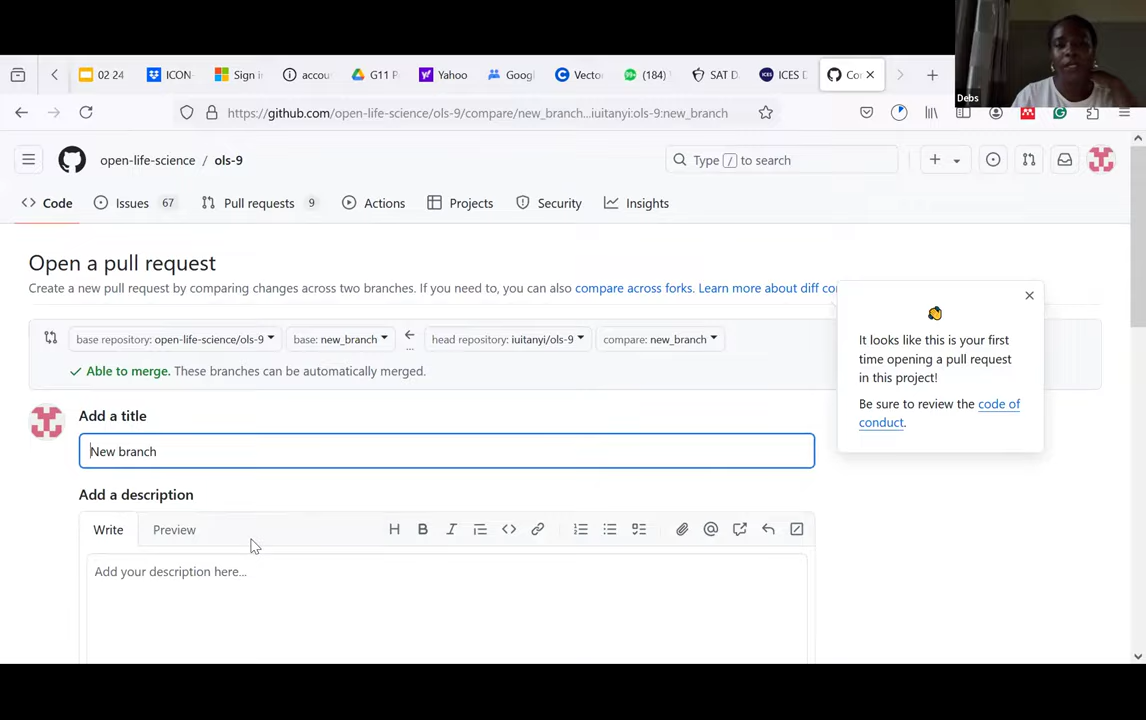 02 24
ICON-
Sign i
accou
G11 P
Yahoo
Googl
Vecto
(184)
SAT D
ICES D
Co
Debs
https://github.com/open-life-science/ols-9/compare/new_branch...iuitanyi:ols-9:new_branch
open-life-science / ols-9
Type / to search
Code
Issues 67
Pull requests 9
Actions
Projects
Security
Insights
Open a pull request
Create a new pull request by comparing changes across two branches. If you need to, you can also compare across forks. Learn more about diff co
base repository: open-life-science/ols-9
base: new_branch
head repository: iuitanyi/ols-9
compare: new_branch
Able to merge. These branches can be automatically merged.
It looks like this is your first
time opening a pull request
in this project!
Be sure to review the code of
conduct.
Add a title
New branch
Add a description
Write
Preview
Add your description here...